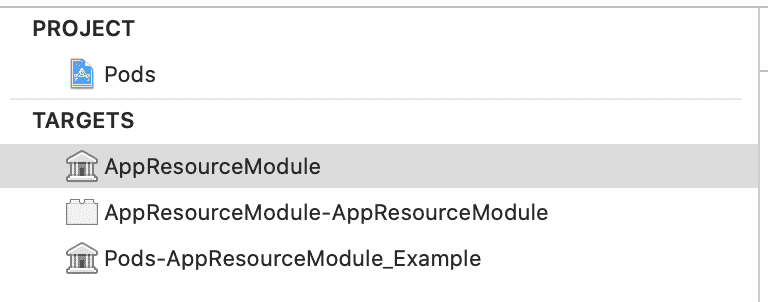 PROJECT
Pods
TARGETS
AppResourceModule
AppResourceModule-AppResourceModule
Pods-AppResourceModule_Example